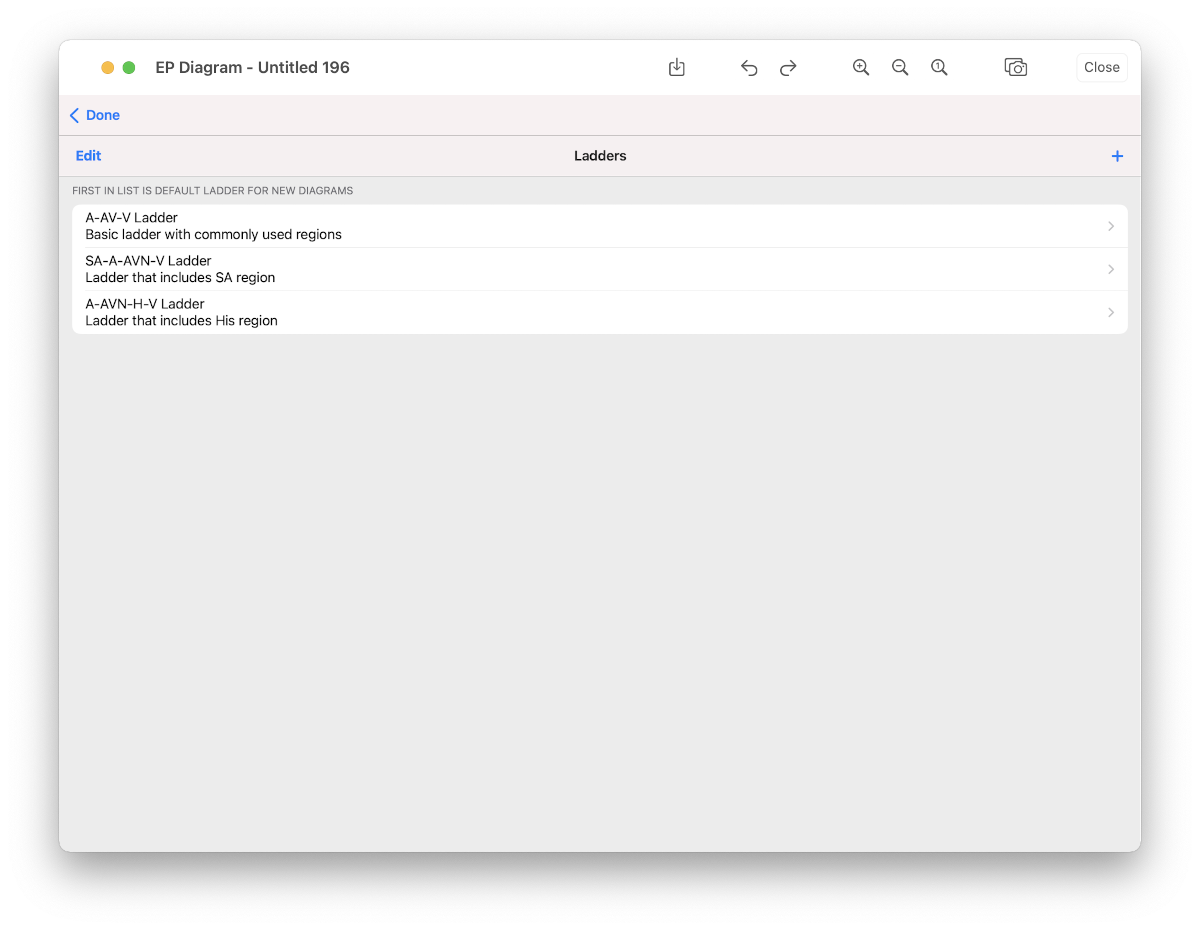 EP Diagram - Untitled 196
1
Close
Done
Edit
Ladders
FIRST IN LIST IS DEFAULT LADDER FOR NEW DIAGRAMS
A-AV-V Ladder
Basic ladder with commonly used regions
SA-A-AVN-V Ladder
Ladder that includes SA region
A-AVN-H-V Ladder
Ladder that includes His region